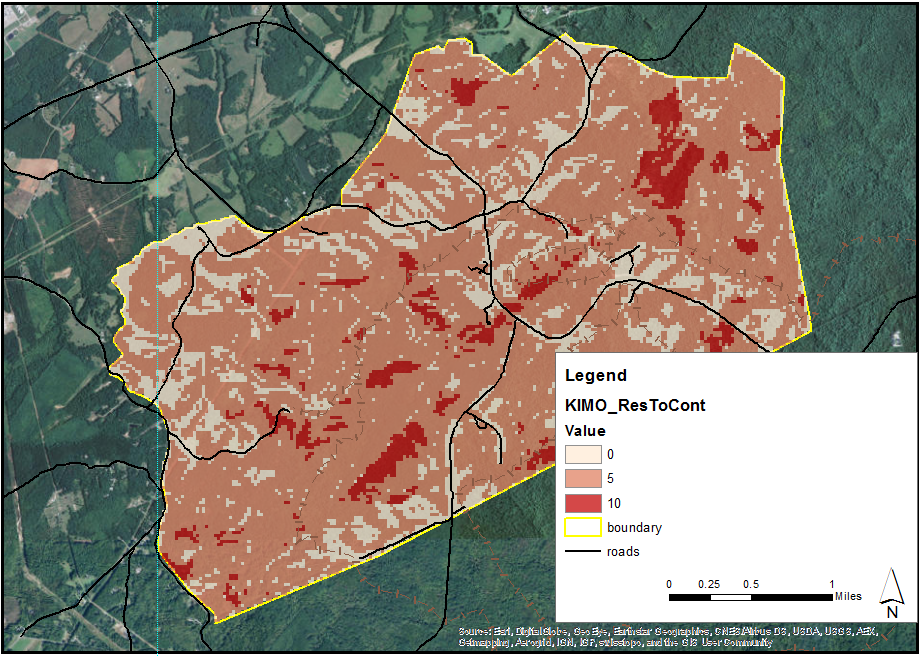 Legend
KIMO_ResToCont
Value
0
5
10
boundary
roads
0 0.25 0.5 1
Miles
N
Source: Esri, DigitalGlobe, GeoEye, Earthstar Geographics, CNES/Airbus DS, USDA, USGS, AEX,
Getmapping, Aerogrid, IGN, IGP, swisstopo, and the GIS User Community